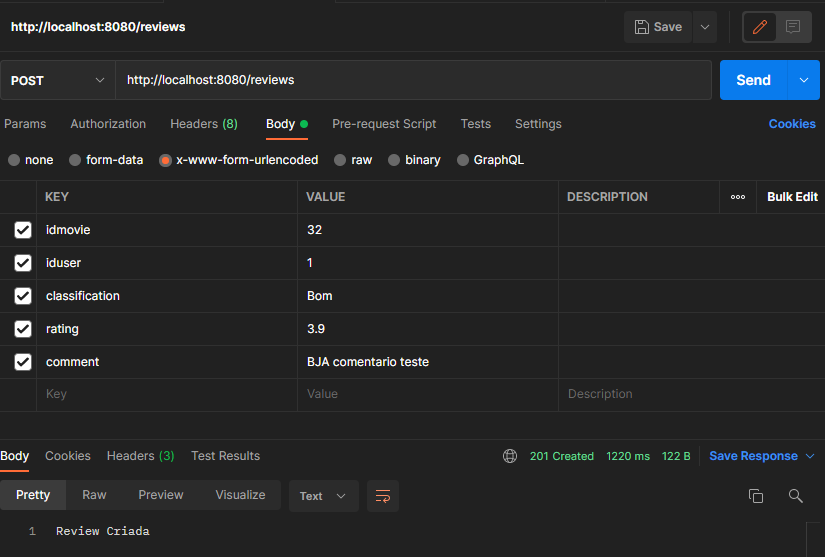 http://localhost:8080/reviews Save
POST http://localhost:8080/reviews Send
Params Authorization Headers (8) Body Pre-request Script Tests Settings Cookies
none form-data x-www-form-urlencoded raw binary GraphQL
KEY VALUE DESCRIPTION Bulk Edit
idmovie 32
iduser 1
classification Bom
rating 3.9
comment BJA comentario teste
Key Value Description
Body Cookies Headers (3) Test Results 201 Created 1220 ms 122 B Save Response
Pretty Raw Preview Visualize Text
1 Review Criada